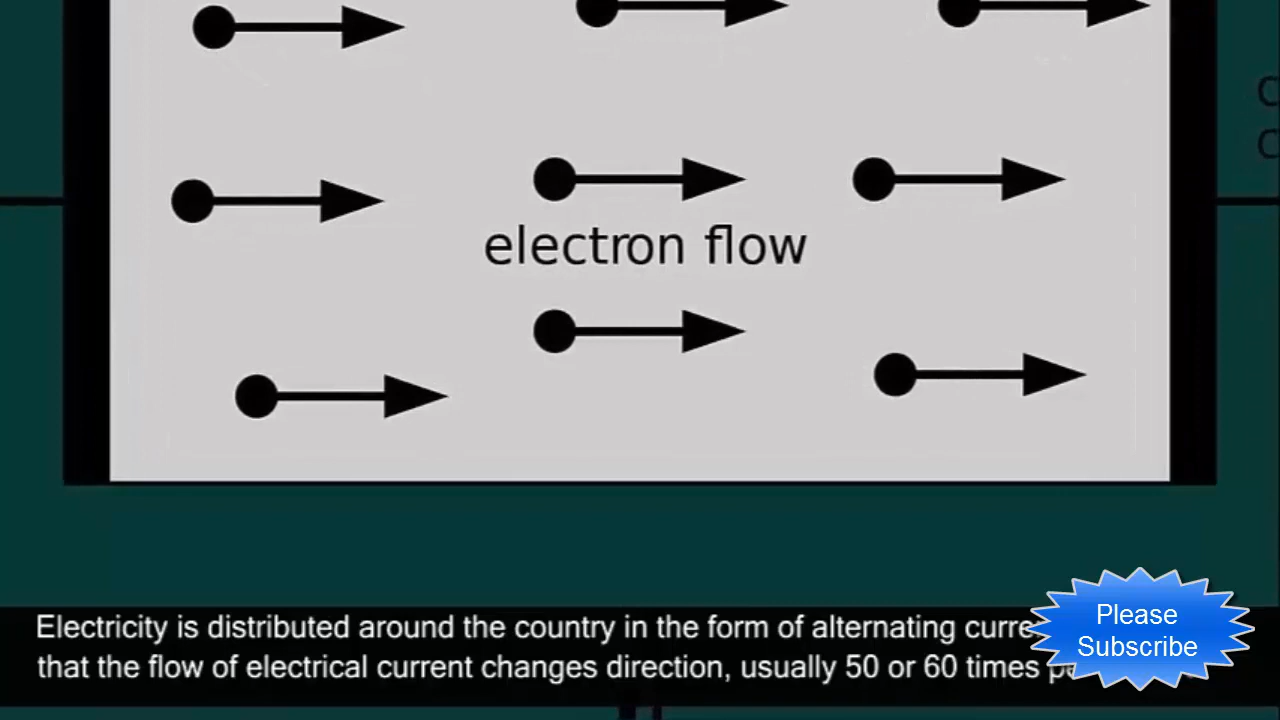 electron flow
Electricity is distributed around the country in the form of alternating
that the flow of electrical current changes direction, usually 50 or 60 times
Please
Subscribe